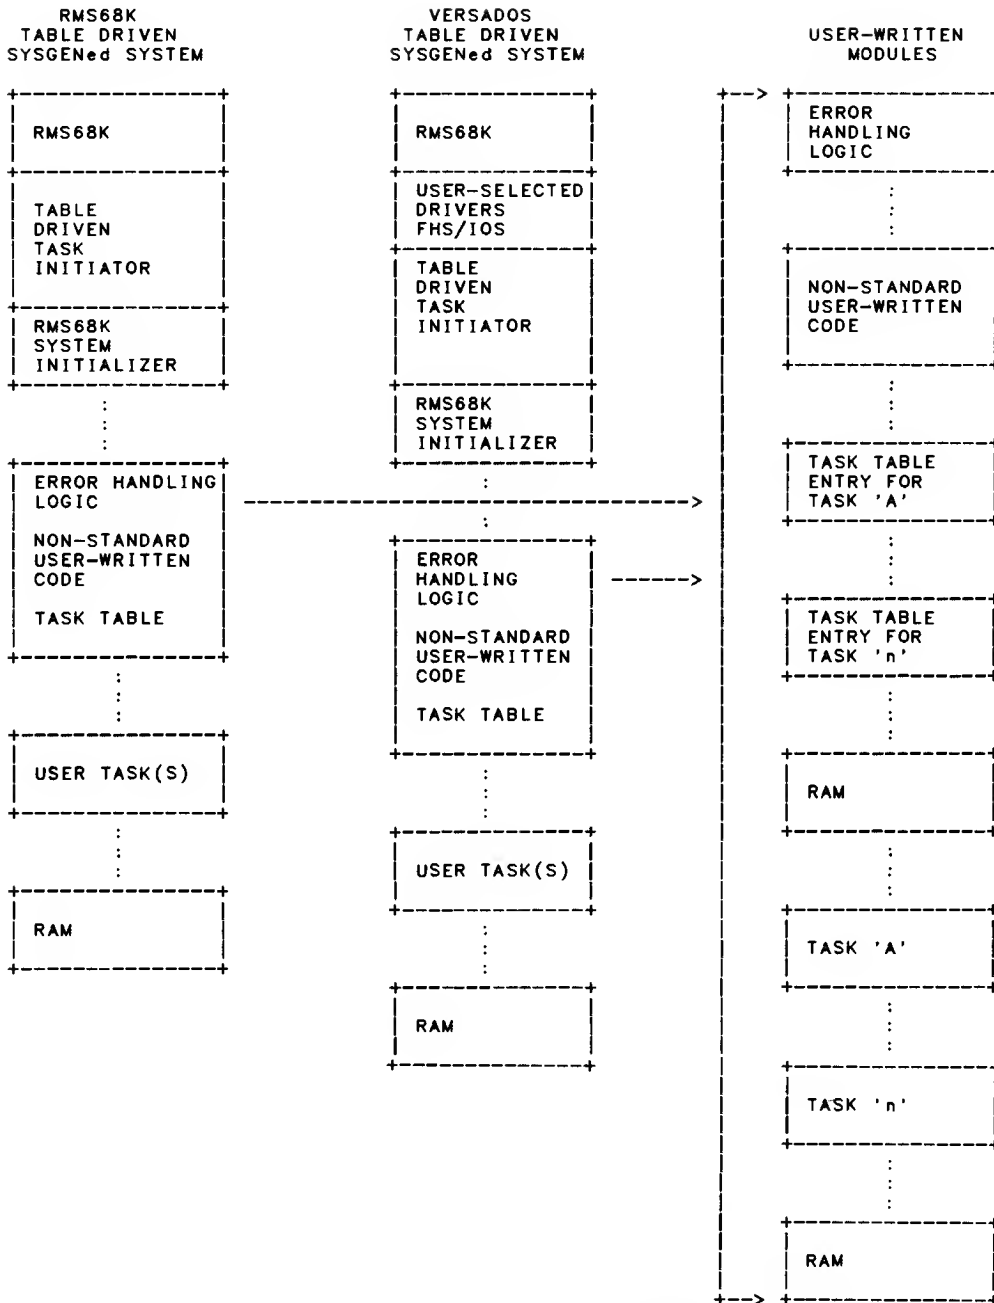 RMS68K
TABLE DRIVEN
SYSGENed SYSTEM
RMS68K
TABLE
DRIVEN
TASK
INITIATOR
RMS68K
SYSTEM
INITIALIZER
ERROR HANDLING
LOGIC
NON-STANDARD
USER-WRITTEN
CODE
TASK TABLE
USER TASK(S)
RAM
VERSADOS
TABLE DRIVEN
SYSGENed SYSTEM
RMS68K
USER-SELECTED
DRIVERS
FHS/IOS
TABLE
DRIVEN
TASK
INITIATOR
RMS68K
SYSTEM
INITIALIZER
ERROR
HANDLING
LOGIC
NON-STANDARD
USER-WRITTEN
CODE
TASK TABLE
USER TASK(S)
RAM
USER-WRITTEN
MODULES
ERROR
HANDLING
LOGIC
NON-STANDARD
USER-WRITTEN
CODE
TASK TABLE
ENTRY FOR
TASK 'A'
TASK TABLE
ENTRY FOR
TASK 'n'
RAM
TASK 'A'
TASK 'n'
RAM